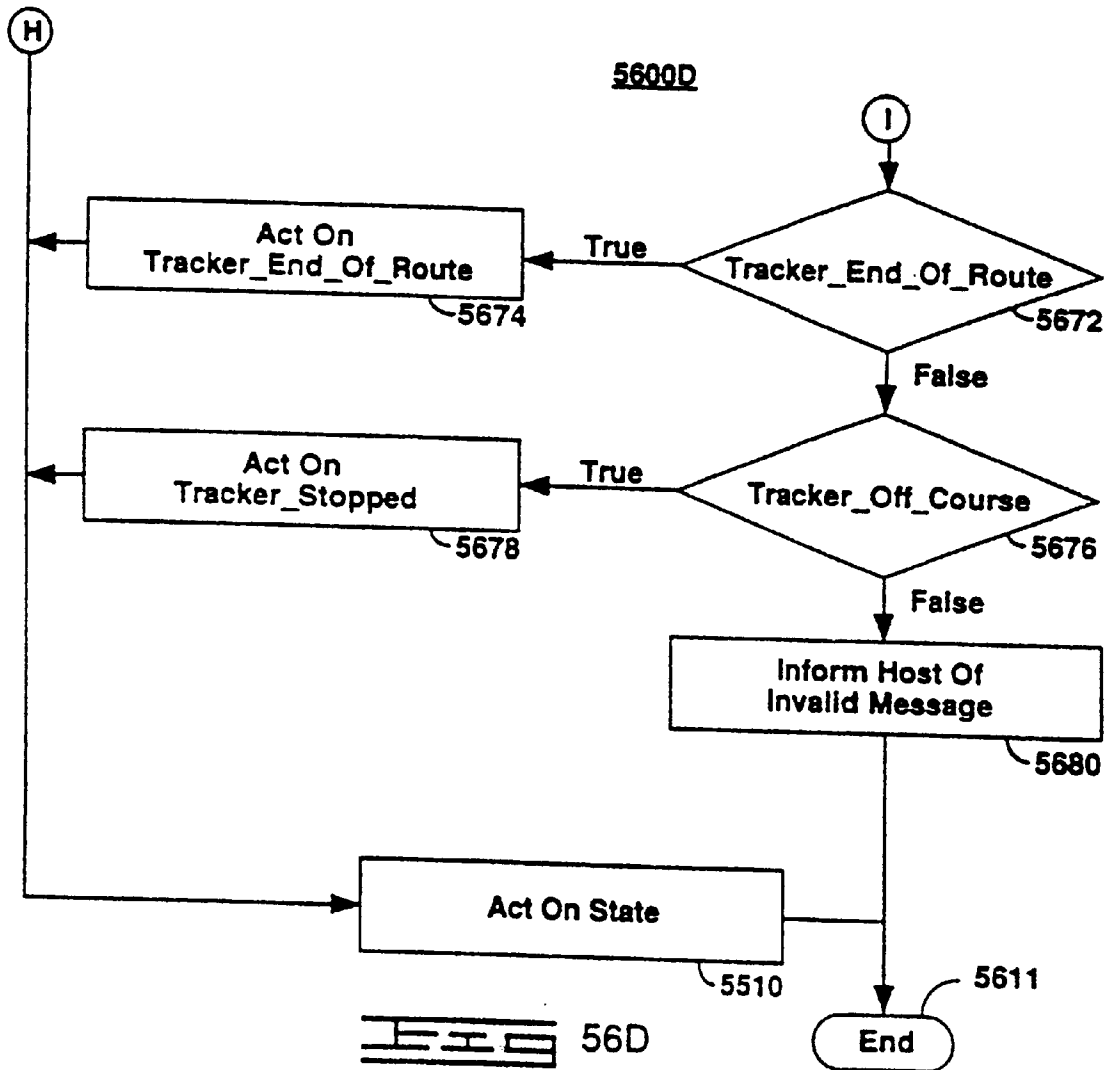 H
5600D
I
Act On
Tracker_End_Of_Route
5674
True
Tracker_End_Of_Route
5672
False
Act On
Tracker_Stopped
5678
True
Tracker_Off_Course
5676
False
Inform Host Of
Invalid Message
5680
Act On State
5510
5611
End
56D